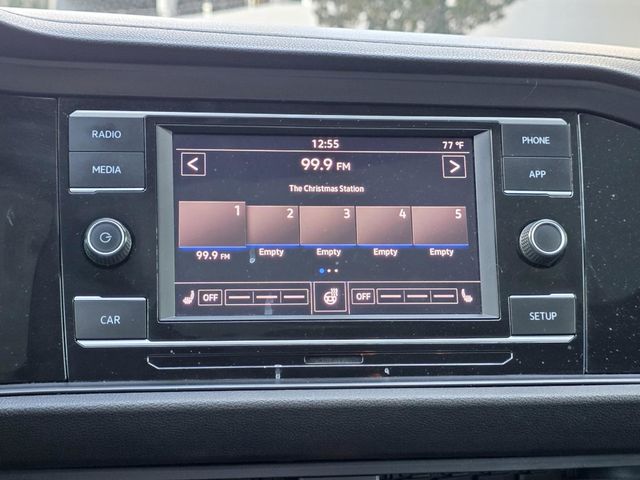 RADIO
MEDIA
CAR
12:55 77 °F
< 99.9 FM >
The Christmas Station
1 2 3 4 5
99.9 FM Empty Empty Empty Empty
OFF OFF
PHONE
APP
SETUP